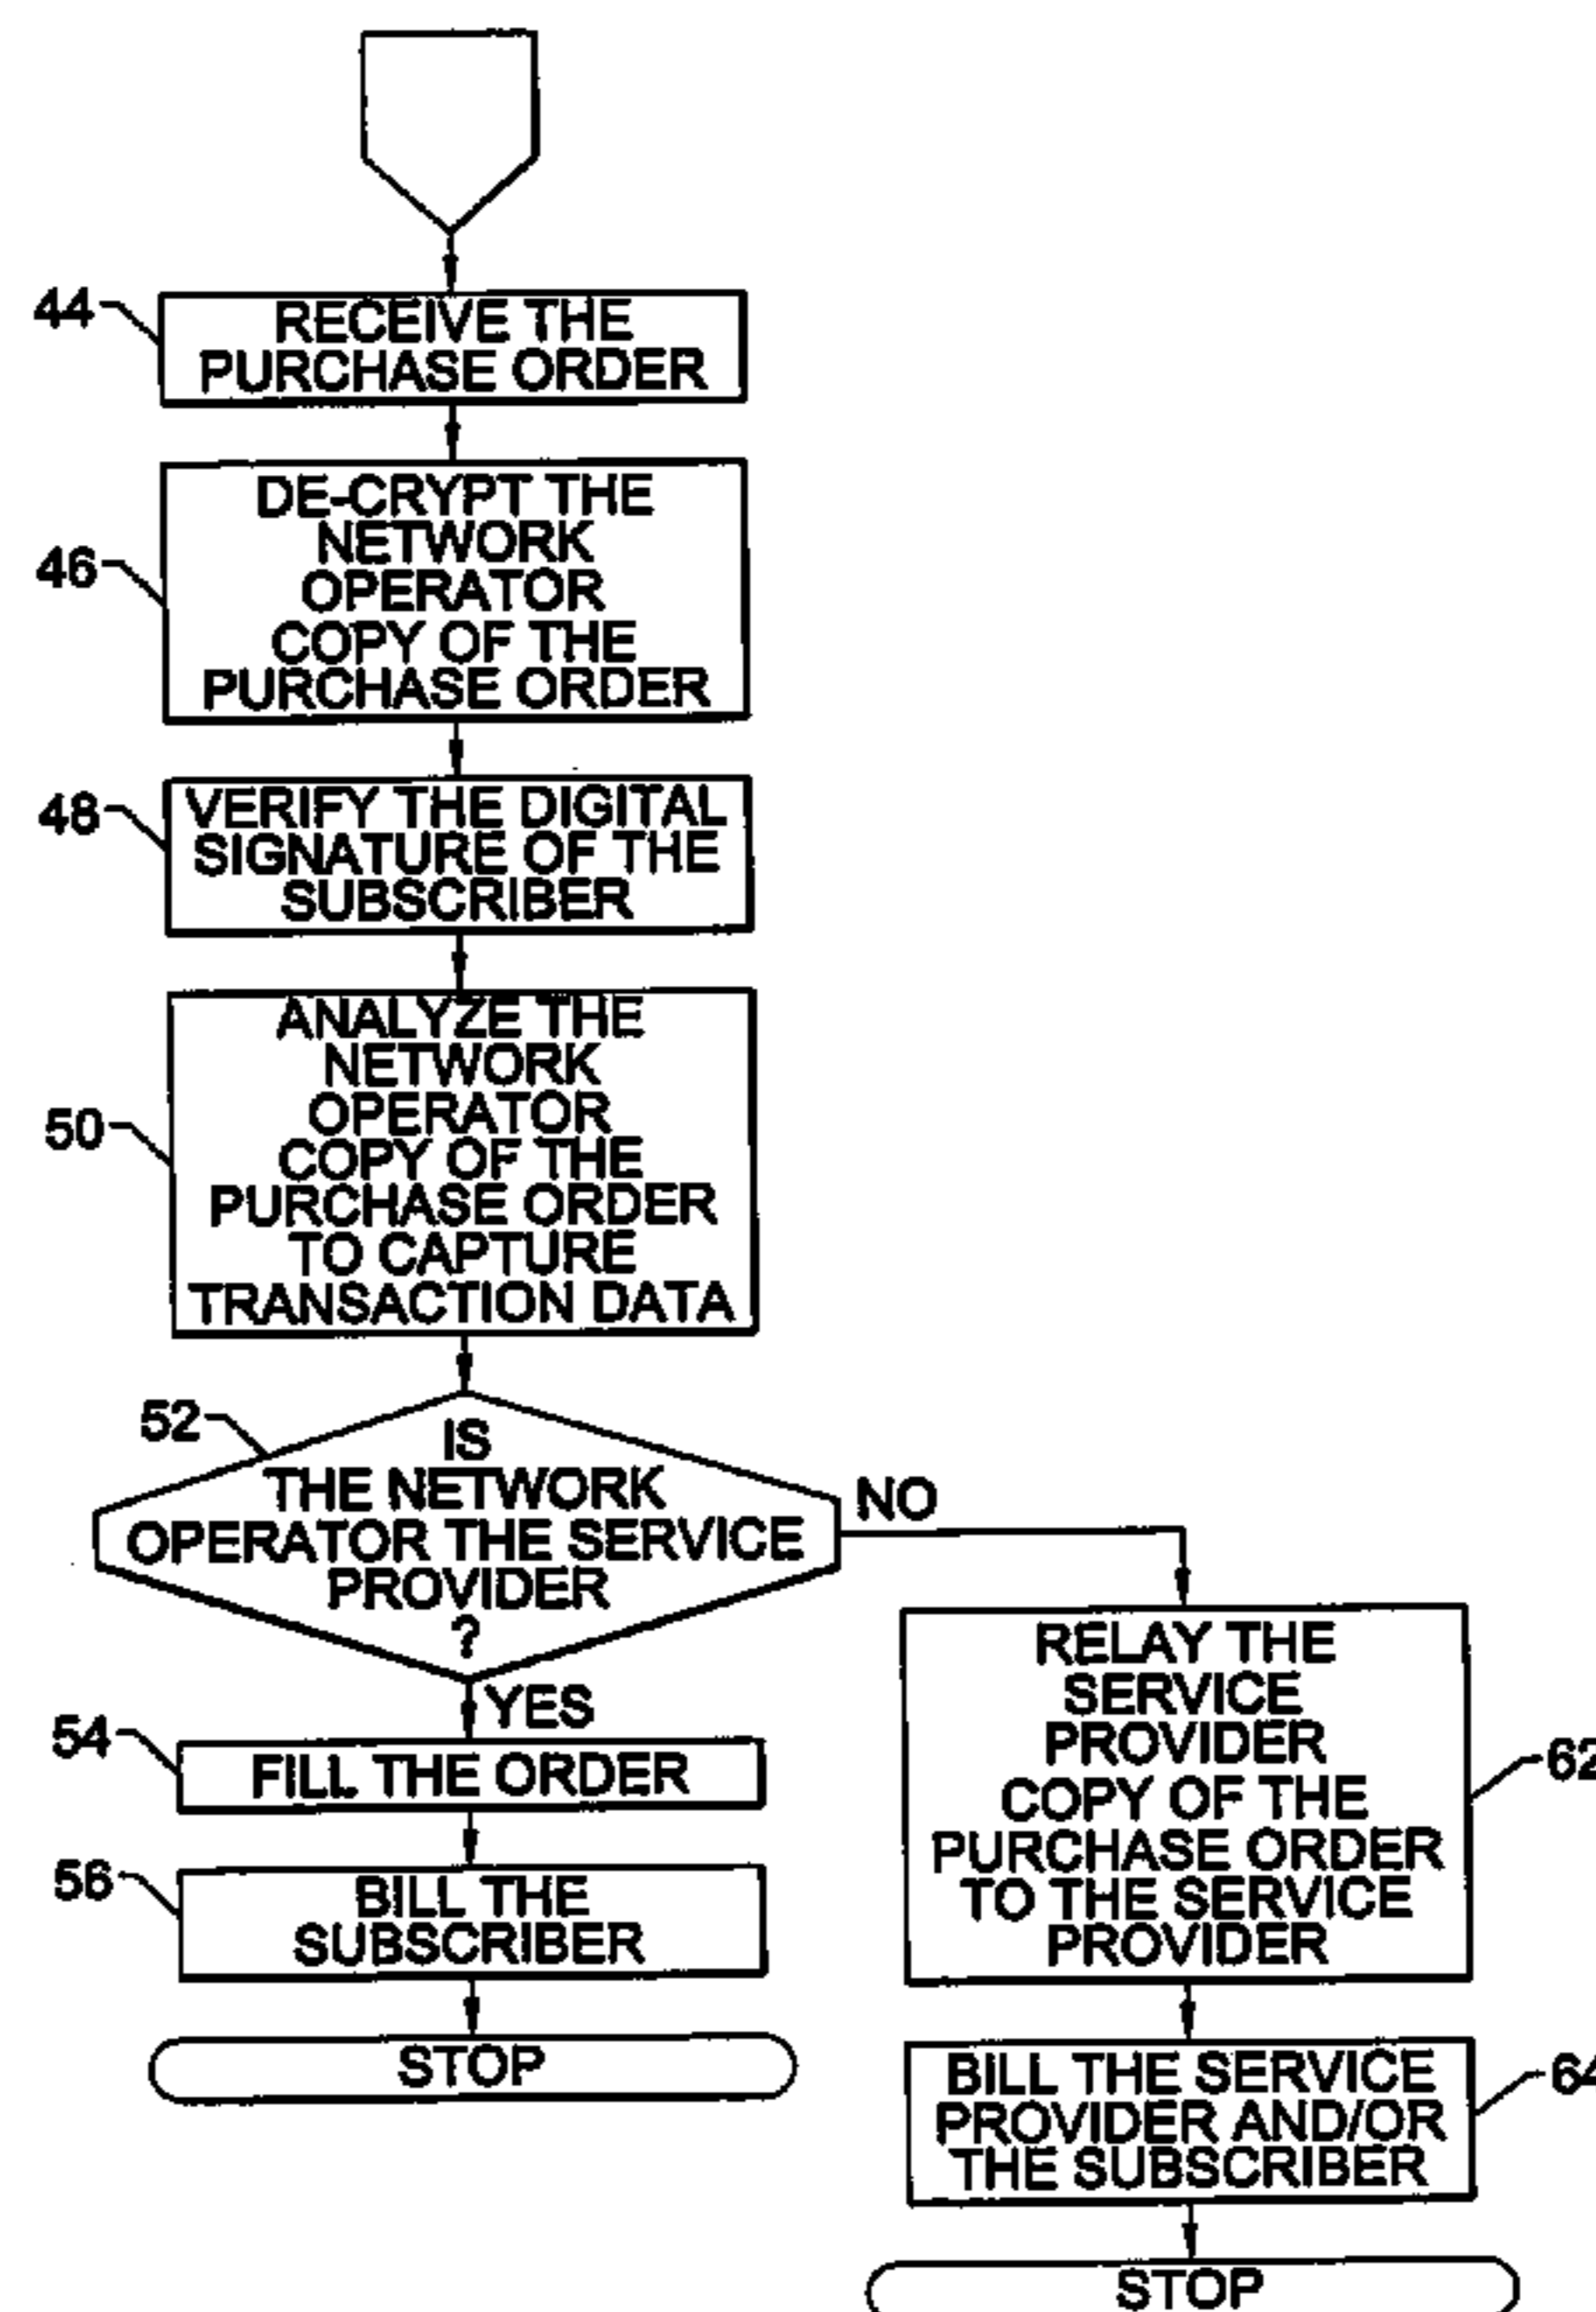 44
RECEIVE THE
PURCHASE ORDER
46
DE-CRYPT THE
NETWORK
OPERATOR
COPY OF THE
PURCHASE ORDER
48
VERIFY THE DIGITAL
SIGNATURE OF THE
SUBSCRIBER
50
ANALYZE THE
NETWORK
OPERATOR
COPY OF THE
PURCHASE ORDER
TO CAPTURE
TRANSACTION DATA
52
IS
THE NETWORK
OPERATOR THE SERVICE
PROVIDER
?
NO
YES
54
FILL THE ORDER
56
BILL THE
SUBSCRIBER
STOP
RELAY THE
SERVICE
PROVIDER
COPY OF THE
PURCHASE ORDER
TO THE SERVICE
PROVIDER
62
BILL THE SERVICE
PROVIDER AND/OR
THE SUBSCRIBER
64
STOP